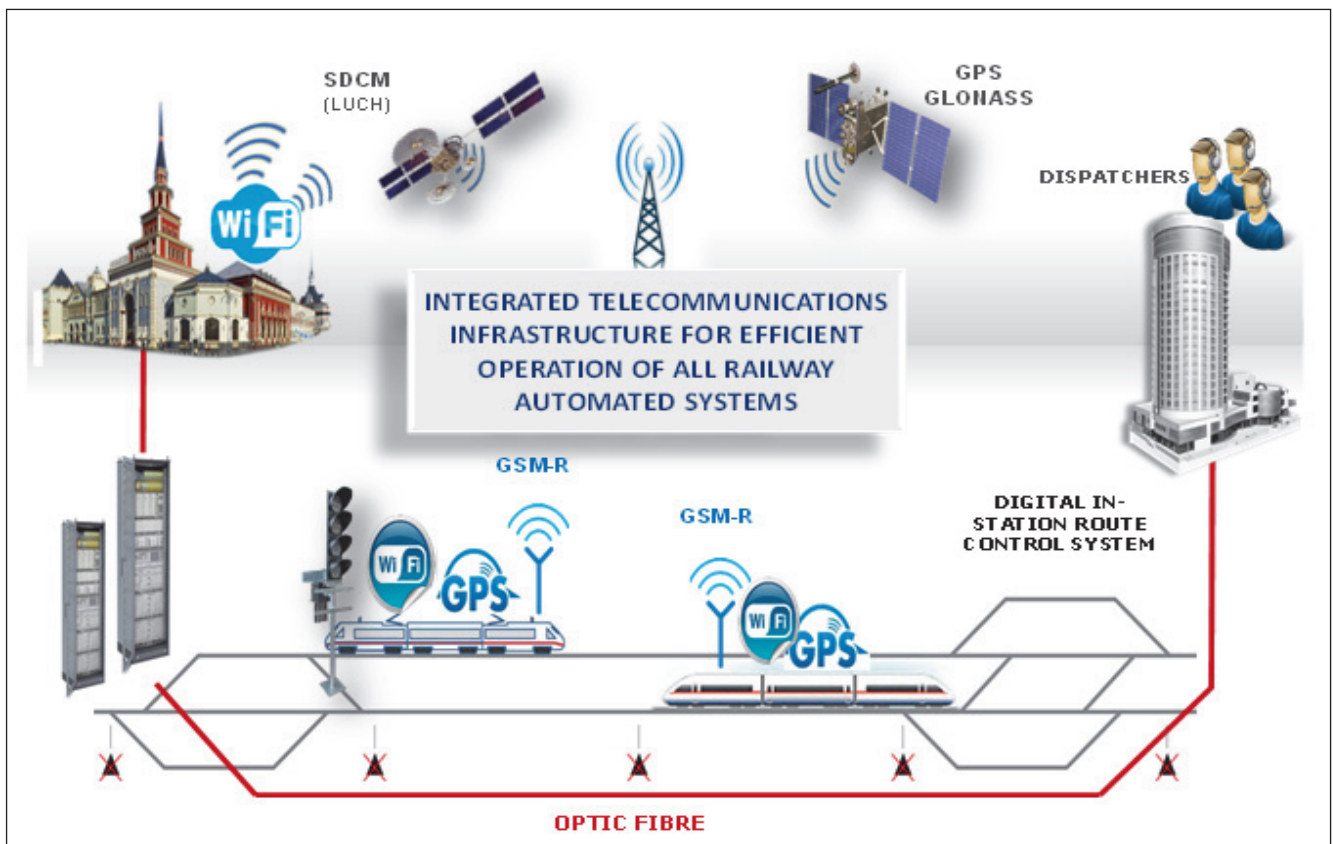 SDCM
(LUCH)
GPS
GLONASS
DISPATCHERS
Wi Fi
INTEGRATED TELECOMMUNICATIONS
INFRASTRUCTURE FOR EFFICIENT
OPERATION OF ALL RAILWAY
AUTOMATED SYSTEMS
GSM-R
GSM-R
DIGITAL IN-
STATION ROUTE
CONTROL SYSTEM
Wi Fi
GPS
Wi Fi
GPS
OPTIC FIBRE